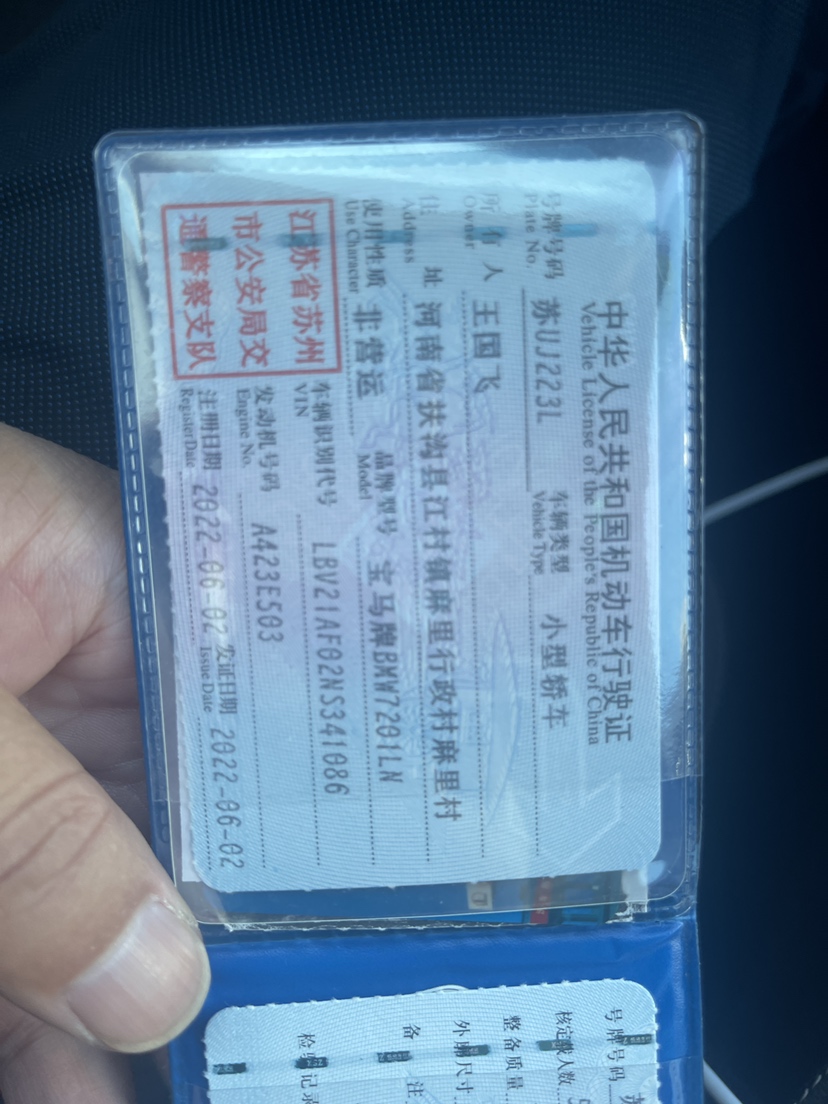 中华人民共和国机动车行驶证
Vehicle License of the People's Republic of China
号牌号码 苏UJ223L 车辆类型 小型轿车
Plate No. Vehicle Type
所有人 王国飞
Owner
住址 河南省扶沟县江村镇麻里行政村麻里村
Address
使用性质 非营运 品牌型号 宝马牌BMW7201LN
Use Character Model
江苏省苏州
市公安局交
通警察支队
车辆识别代号 LBV21AF02NS341086
VIN
发动机号码 A423E503
Engine No.
注册日期 2022-06-02 发证日期 2022-06-02
Register Date Issue Date
号牌号码
核定载人数
整备质量
外廓尺寸
备注
检验记录